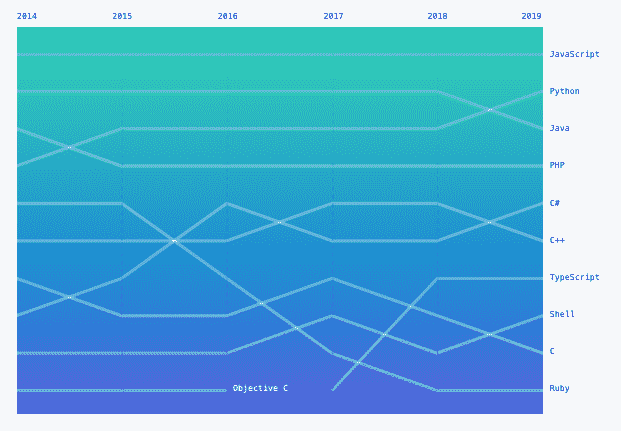 2014 2015 2016 2017 2018 2019
JavaScript
Python
Java
PHP
C#
C++
TypeScript
Shell
C
Objective C
Ruby